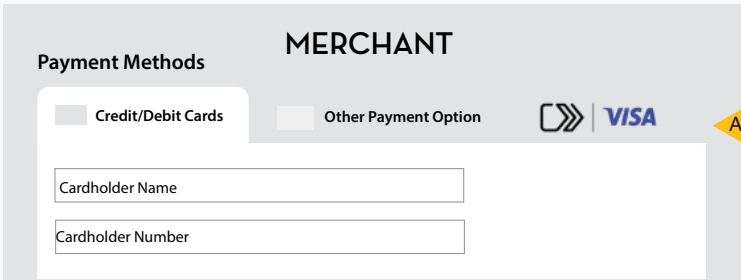 MERCHANT
Payment Methods
Credit/Debit Cards
Other Payment Option
VISA
A
Cardholder Name
Cardholder Number